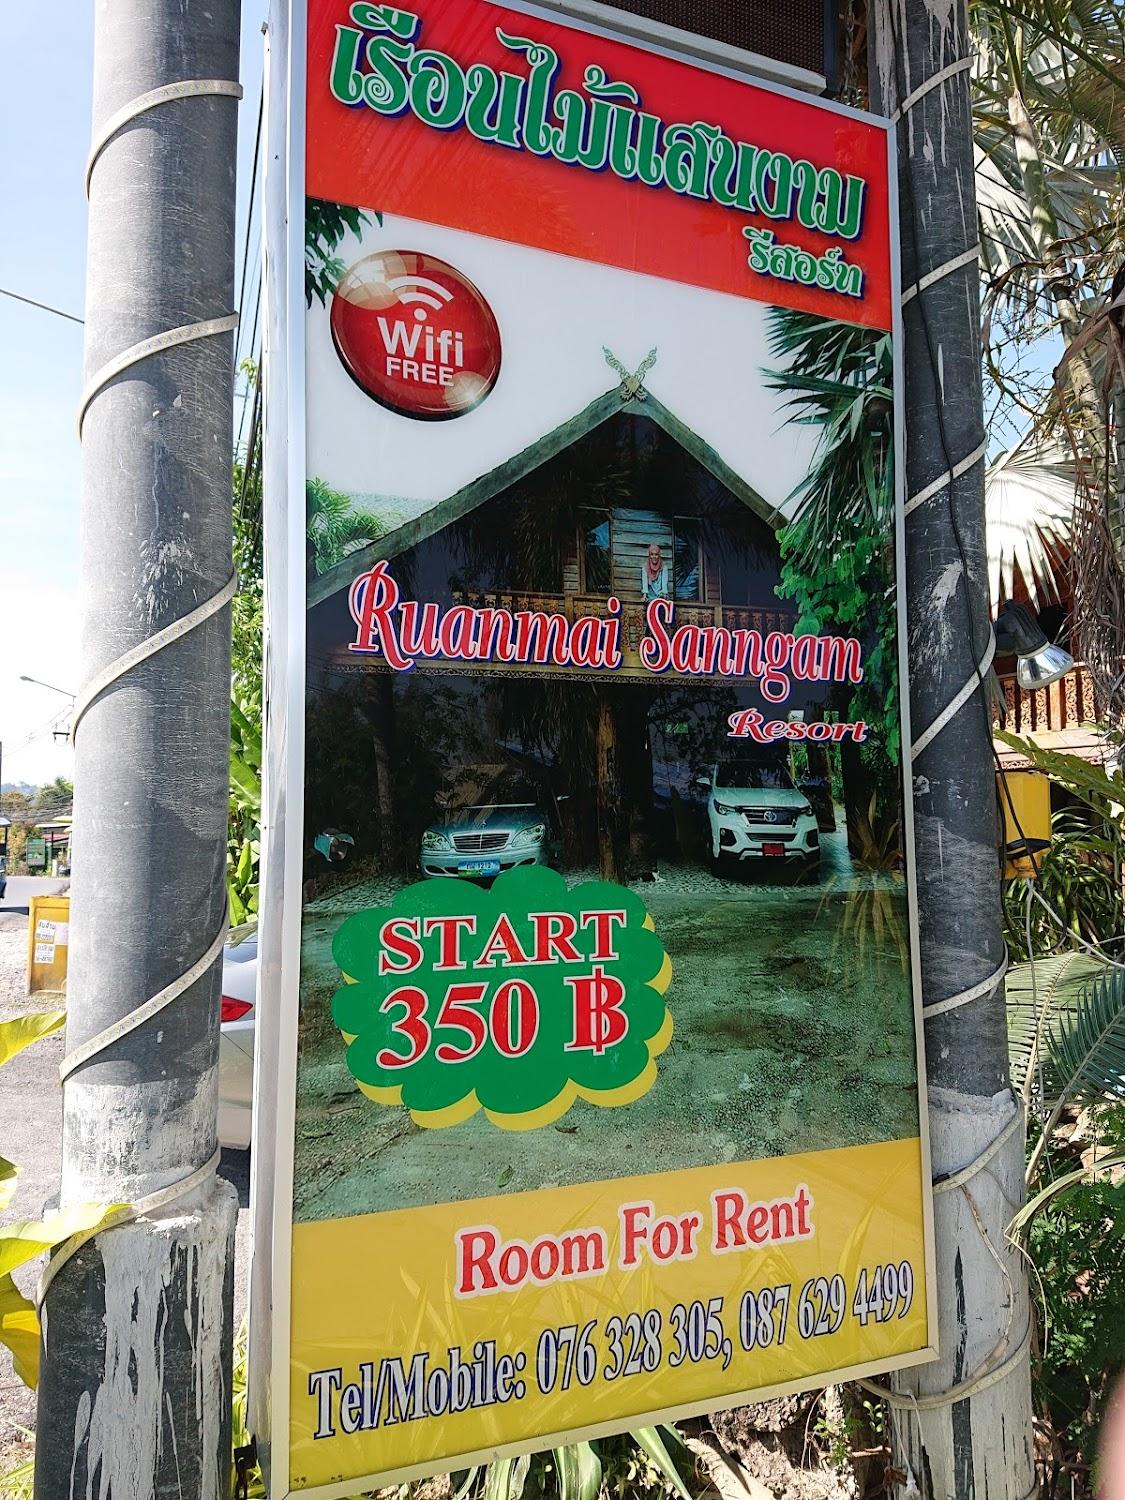 เรือนไม้แสนงาม
รีสอร์ท
Wifi
FREE
Ruanmai Sanngam
Resort
START
350 ฿
Room For Rent
Tel/Mobile: 076 328 305, 087 629 4499